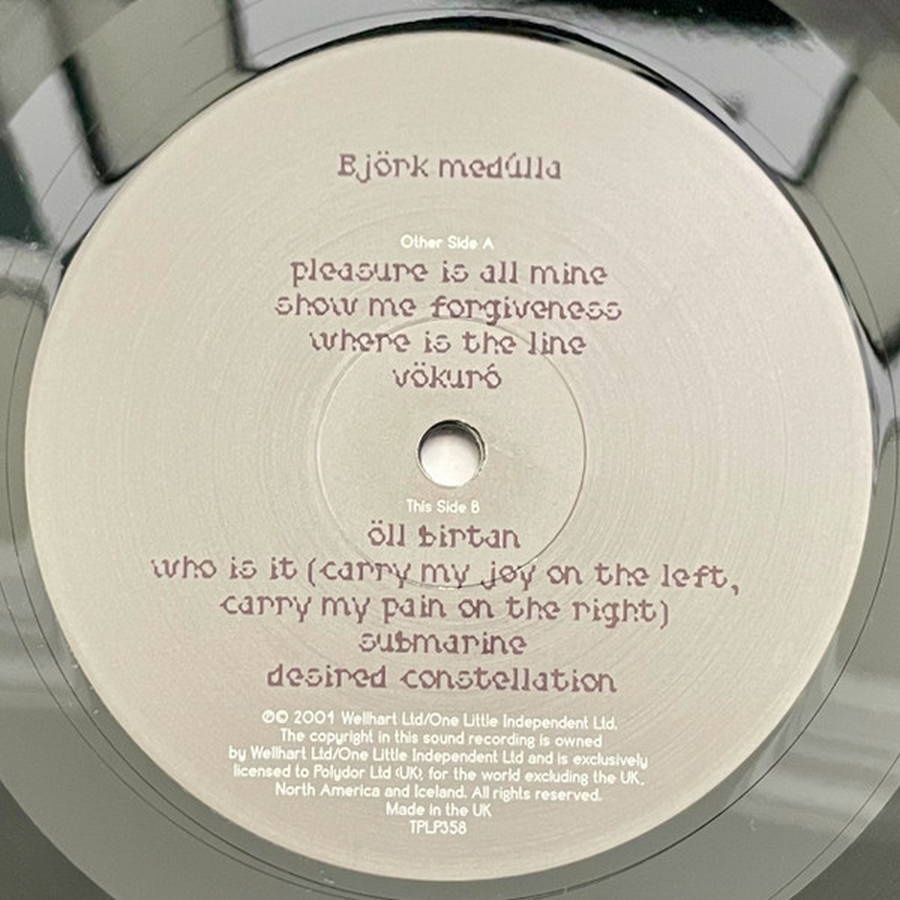 Björk medúlla
Other Side A
pleasure is all mine
show me forgiveness
where is the line
vökuró
This Side B
öll birtan
who is it (carry my joy on the left,
carry my pain on the right)
submarine
desired constellation
℗© 2004 Wellhart Ltd/One Little Independent Ltd.
The copyright in this sound recording is owned
by Wellhart Ltd/One Little Independent Ltd and is exclusively
licensed to Polydor Ltd (UK), for the world excluding the UK,
North America and Iceland. All rights reserved.
Made in the UK
TPLP358